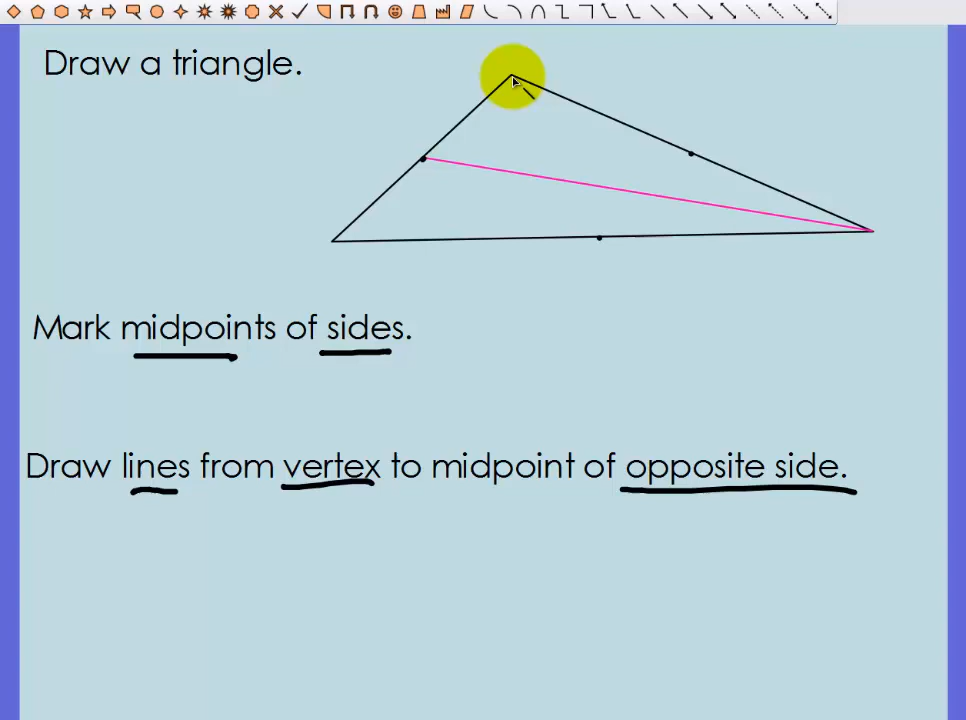 Draw a triangle.
Mark midpoints of sides.
Draw lines from vertex to midpoint of opposite side.